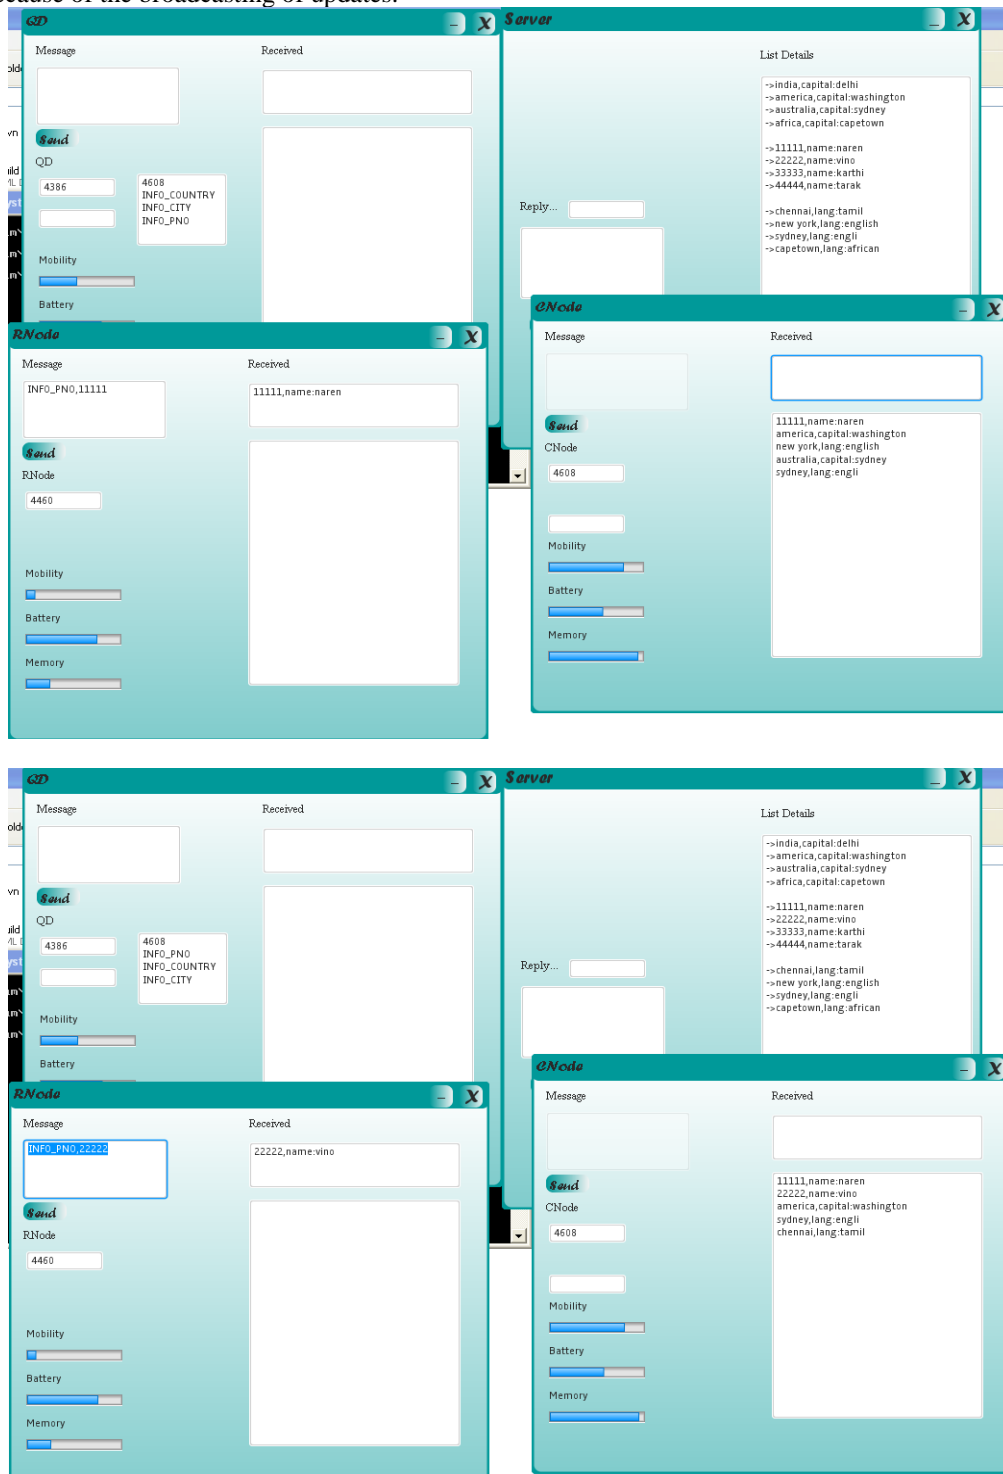 because of the broadcasting of updates.
QD
Message
Received
Send
QD
4386
4608
INFO_COUNTRY
INFO_CITY
INFO_PNO
Mobility
Battery
Server
List Details
->india,capital:delhi
->america,capital:washington
->australia,capital:sydney
->africa,capital:capetown
->11111,name:naren
->22222,name:vino
->33333,name:karthi
->44444,name:tarak
->chennai,lang:tamil
->new york,lang:english
->sydney,lang:engli
->capetown,lang:african
Reply...
RNode
Message
Received
INFO_PNO,11111
11111,name:naren
Send
RNode
4460
Mobility
Battery
Memory
CNode
Message
Received
Send
CNode
4608
11111,name:naren
america,capital:washington
new york,lang:english
australia,capital:sydney
sydney,lang:engli
Mobility
Battery
Memory
QD
Message
Received
Send
QD
4386
4608
INFO_PNO
INFO_COUNTRY
INFO_CITY
Mobility
Battery
Server
List Details
->india,capital:delhi
->america,capital:washington
->australia,capital:sydney
->africa,capital:capetown
->11111,name:naren
->22222,name:vino
->33333,name:karthi
->44444,name:tarak
->chennai,lang:tamil
->new york,lang:english
->sydney,lang:engli
->capetown,lang:african
Reply...
RNode
Message
Received
INFO_PNO,22222
22222,name:vino
Send
RNode
4460
Mobility
Battery
Memory
CNode
Message
Received
Send
CNode
4608
11111,name:naren
22222,name:vino
america,capital:washington
sydney,lang:engli
chennai,lang:tamil
Mobility
Battery
Memory